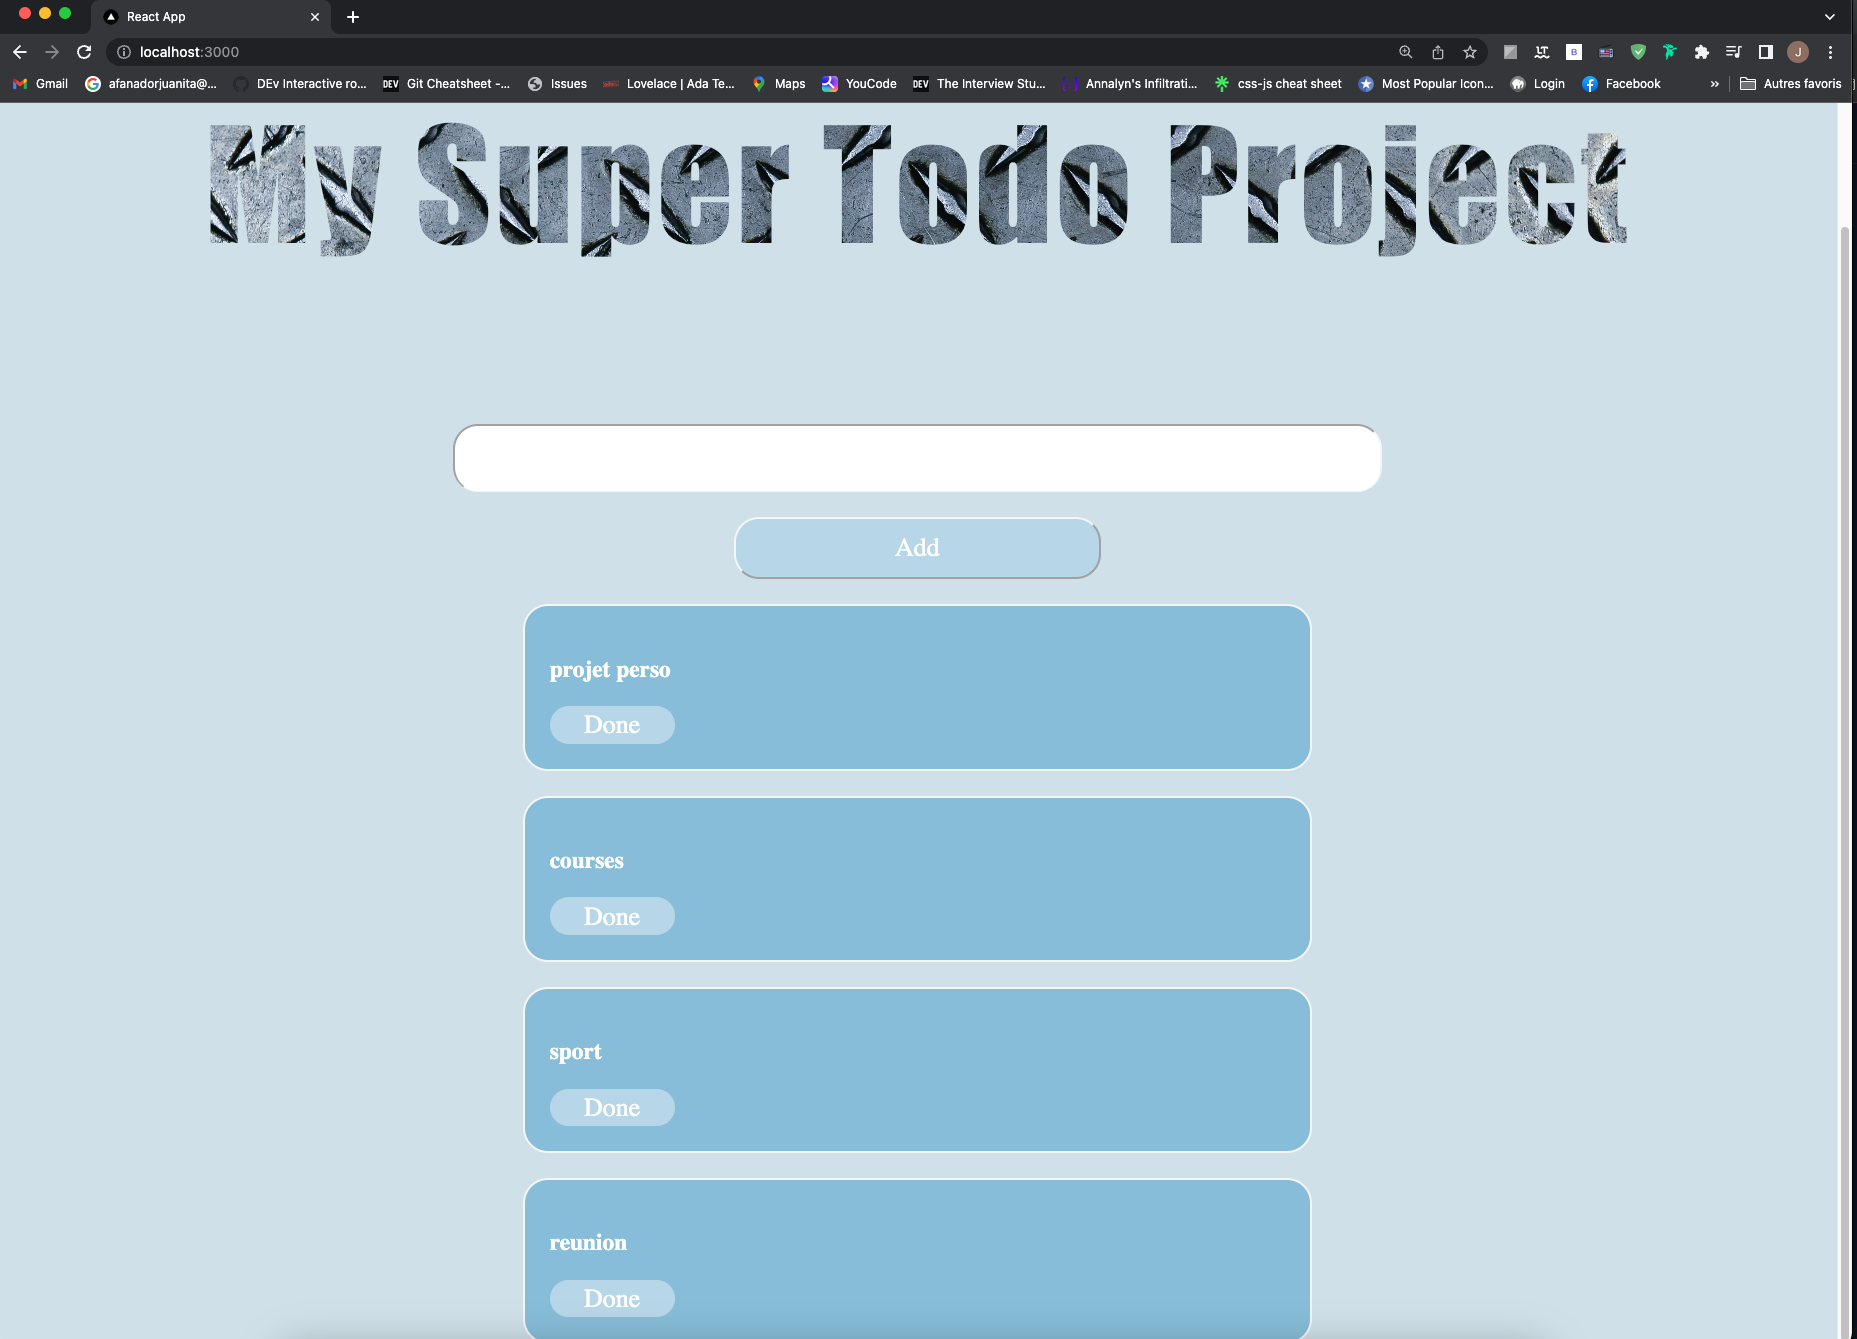 React App
localhost:3000
Gmail afanadorjuanita@... DEv Interactive ro... DEV Git Cheatsheet -... Issues Lovelace | Ada Te... Maps YouCode DEV The Interview Stu... Annalyn's Infiltrati... css-js cheat sheet Most Popular Icon... Login Facebook » Autres favoris
My Super Todo Project
Add
projet perso
Done
courses
Done
sport
Done
reunion
Done